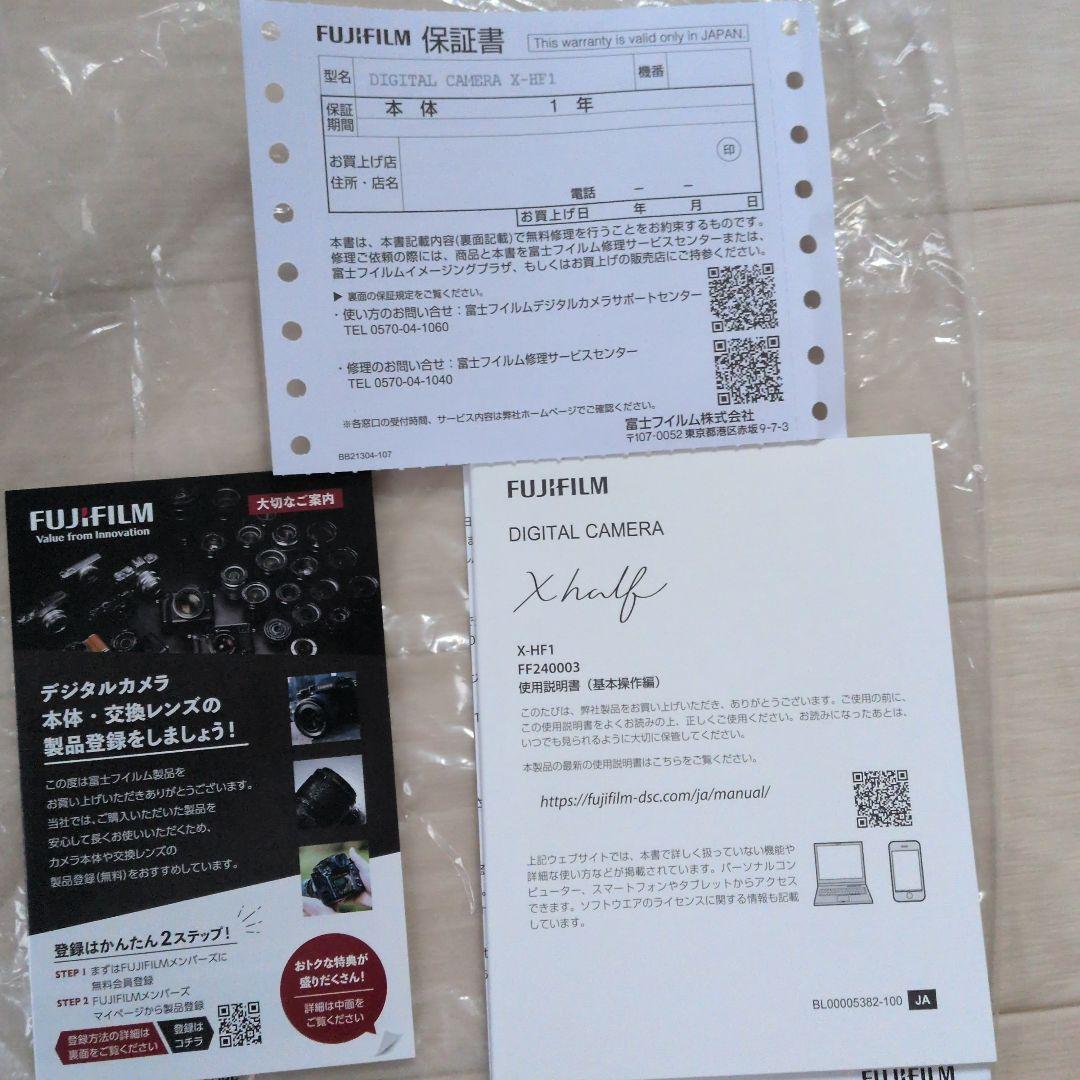 FUJIFILM 保証書 This warranty is valid only in JAPAN.
型名 DIGITAL CAMERA X-HF1 機番
保証期間 本体 1年
お買上げ店
住所・店名
印
電話 － －
お買上げ日 年 月 日
本書は、本書記載内容(裏面記載)で無料修理を行うことをお約束するものです。
修理ご依頼の際には、商品と本書を富士フイルム修理サービスセンターまたは、
富士フイルムイメージングプラザ、もしくはお買上げの販売店にご持参ください。
▶ 裏面の保証規定をご覧ください。
・使い方のお問い合せ：富士フイルムデジタルカメラサポートセンター
TEL 0570-04-1060
・修理のお問い合せ：富士フイルム修理サービスセンター
TEL 0570-04-1040
※各窓口の受付時間、サービス内容は弊社ホームページでご確認ください。
富士フイルム株式会社
〒107-0052 東京都港区赤坂9-7-3
BB21304-107
FUJIFILM
Value from Innovation
大切なご案内
デジタルカメラ
本体・交換レンズの
製品登録をしましょう！
この度は富士フイルム製品を
お買い上げいただきありがとうございます。
当社では、ご購入いただいた製品を
安心して長くお使いいただくため、
カメラ本体や交換レンズの
製品登録(無料)をおすすめしています。
登録はかんたん2ステップ！
STEP 1 まずはFUJIFILMメンバーズに
無料会員登録
STEP 2 FUJIFILMメンバーズ
マイページから製品登録
登録方法の詳細は
裏面をご覧ください
登録は
コチラ
おトクな特典が
盛りだくさん！
詳細は中面を
ご覧ください
FUJIFILM
DIGITAL CAMERA
X half
X-HF1
FF240003
使用説明書（基本操作編）
このたびは、弊社製品をお買い上げいただき、ありがとうございます。ご使用の前に、
この使用説明書をよくお読みの上、正しくご使用ください。お読みになったあとは、
いつでも見られるように大切に保管してください。
本製品の最新の使用説明書はこちらをご覧ください。
https://fujifilm-dsc.com/ja/manual/
上記ウェブサイトでは、本書で詳しく扱っていない機能や
詳細な使い方などが掲載されています。パーソナルコン
ピューター、スマートフォンやタブレットからアクセス
できます。ソフトウエアのライセンスに関する情報も記載
しています。
BL00005382-100 JA
FUJIFILM